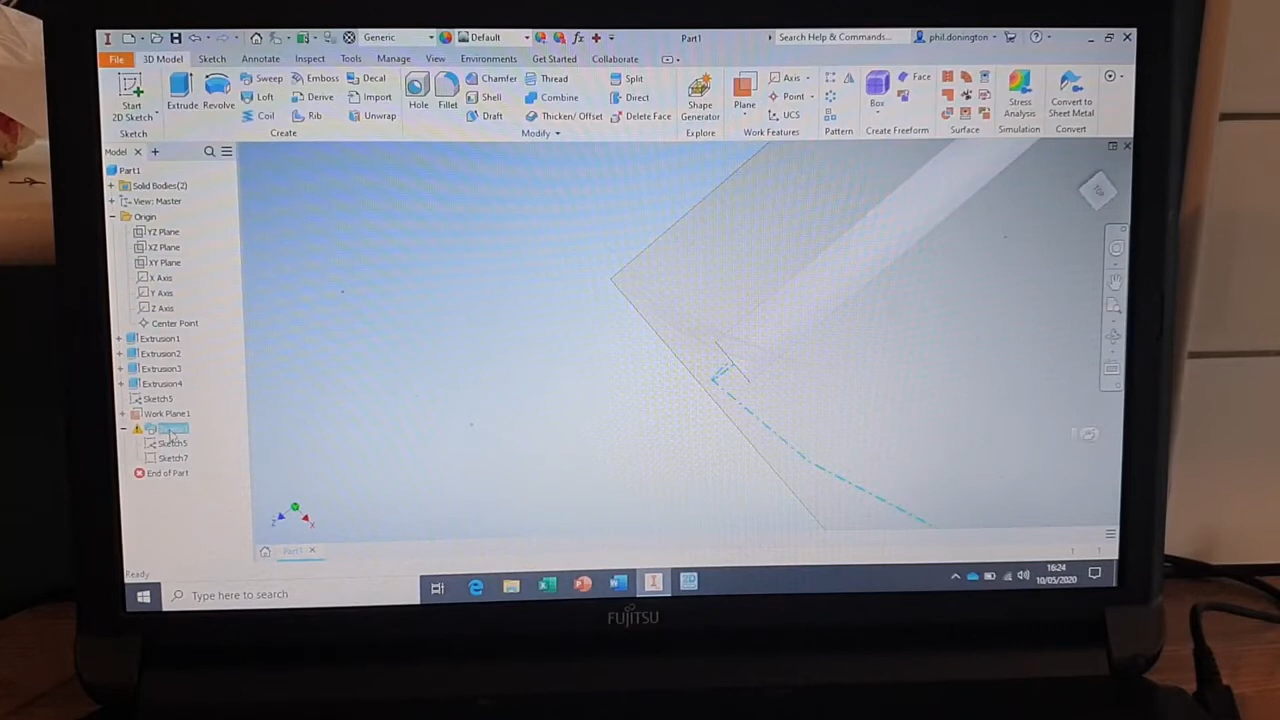 Generic
Default
Part1
Search Help & Commands...
phil.donington
File
3D Model
Sketch
Inspect
Annotate
Tools
Manage
View
Environments
Get Started
Collaborate
Start
2D Sketch
Sketch
Extrude
Revolve
Sweep
Loft
Coil
Emboss
Derive
Rib
Decal
Import
Unwrap
Create
Hole
Fillet
Chamfer
Shell
Draft
Thread
Combine
Thicken/ Offset
Split
Direct
Delete Face
Modify
Shape
Generator
Explore
Plane
Axis
Point
UCS
Work Features
Pattern
Box
Face
Create Freeform
Surface
Stress
Analysis
Simulation
Convert to
Sheet Metal
Convert
Model
Part1
Solid Bodies(2)
View: Master
Origin
YZ Plane
XZ Plane
XY Plane
X Axis
Y Axis
Z Axis
Center Point
Extrusion1
Extrusion2
Extrusion3
Extrusion4
Sketch5
Work Plane1
Sketch5
Sketch7
End of Part
TOP
Z
X
Part1
Ready
1
1
Type here to search
16:24
10/05/2020
FUJITSU